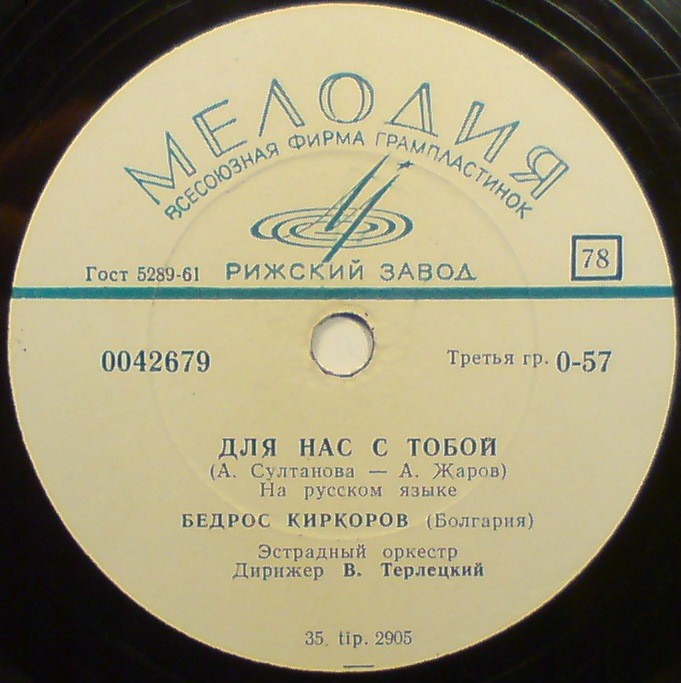 МЕЛОДИЯ
ВСЕСОЮЗНАЯ ФИРМА ГРАМПЛАСТИНОК
Гост 5289-61
РИЖСКИЙ ЗАВОД
78
0042679
Третья гр. 0-57
ДЛЯ НАС С ТОБОЙ
(А. Султанова — А. Жаров)
На русском языке
БЕДРОС КИРКОРОВ (Болгария)
Эстрадный оркестр
Дирижер В. Терлецкий
35. tip. 2905